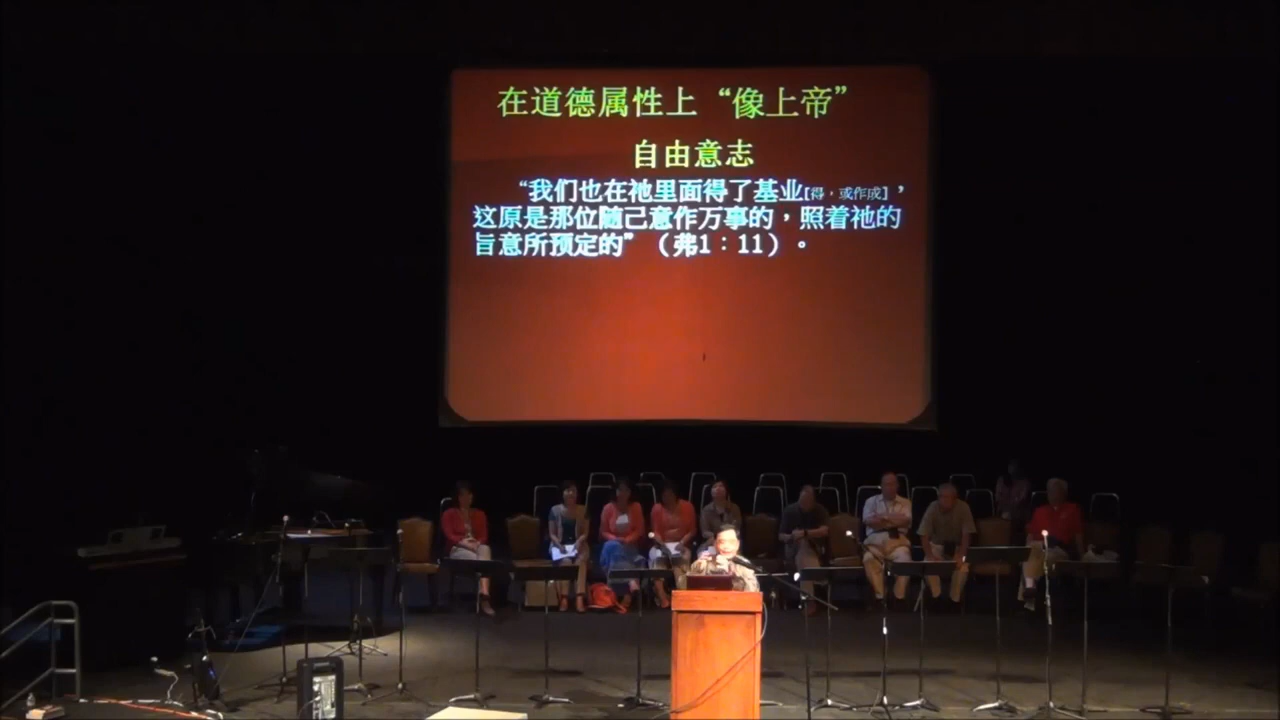 在道德属性上“像上帝”
自由意志
“我们也在祂里面得了基业[得，或作成]，
这原是那位随己意作万事的，照着祂的
旨意所预定的”（弗1：11）。